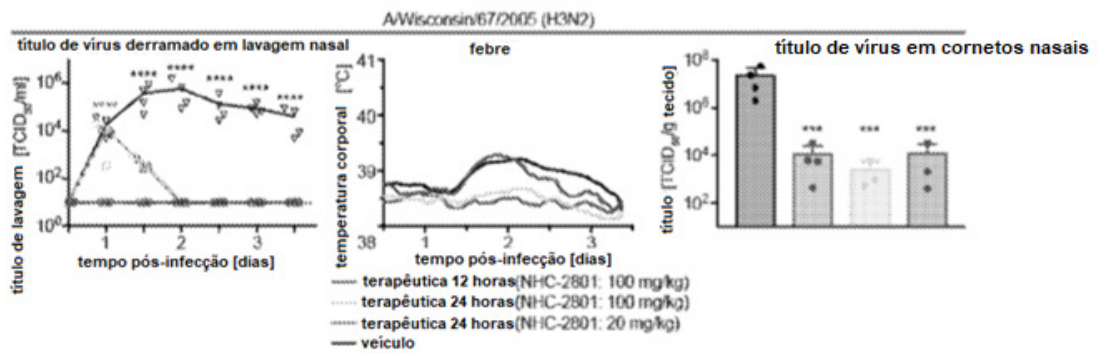 A/Wisconsin/67/2005 (H3N2)
título de vírus derramado em lavagem nasal
febre
título de vírus em cornetos nasais
título de lavagem [TCID50/ml]
10⁶
10⁴
10²
10⁰
**** **** **** **** **** ****
1 2 3
tempo pós-infecção [dias]
temperatura corporal [ºC]
41
40
39
38
1 2 3
tempo pós-infecção [dias]
título [TCID50/g tecido]
10⁸
10⁶
10⁴
10²
*** *** ***
terapêutica 12 horas(NHC-2801: 100 mg/kg)
terapêutica 24 horas(NHC-2801: 100 mg/kg)
terapêutica 24 horas(NHC-2801: 20 mg/kg)
veículo